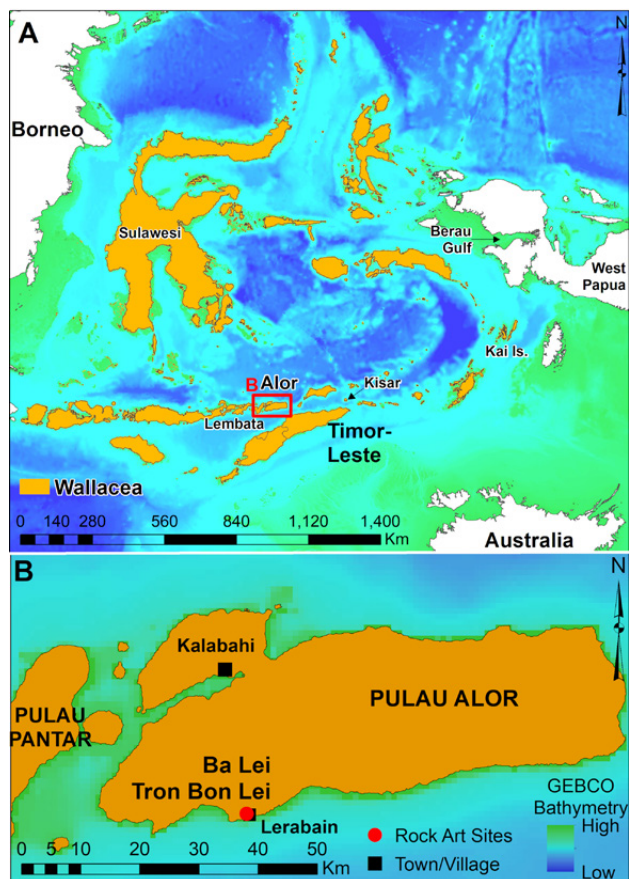 A
N
Borneo
Sulawesi
Berau
Gulf
West
Papua
Kai Is.
B Alor
Kisar
Lembata
Timor-
Leste
Wallacea
0 140 280 560 840 1,120 1,400
Km
Australia
B
N
Kalabahi
PULAU
PANTAR
PULAU ALOR
Ba Lei
Tron Bon Lei
Lerabain
GEBCO
Bathymetry
High
Low
Rock Art Sites
Town/Village
0 5 10 20 30 40 50
Km